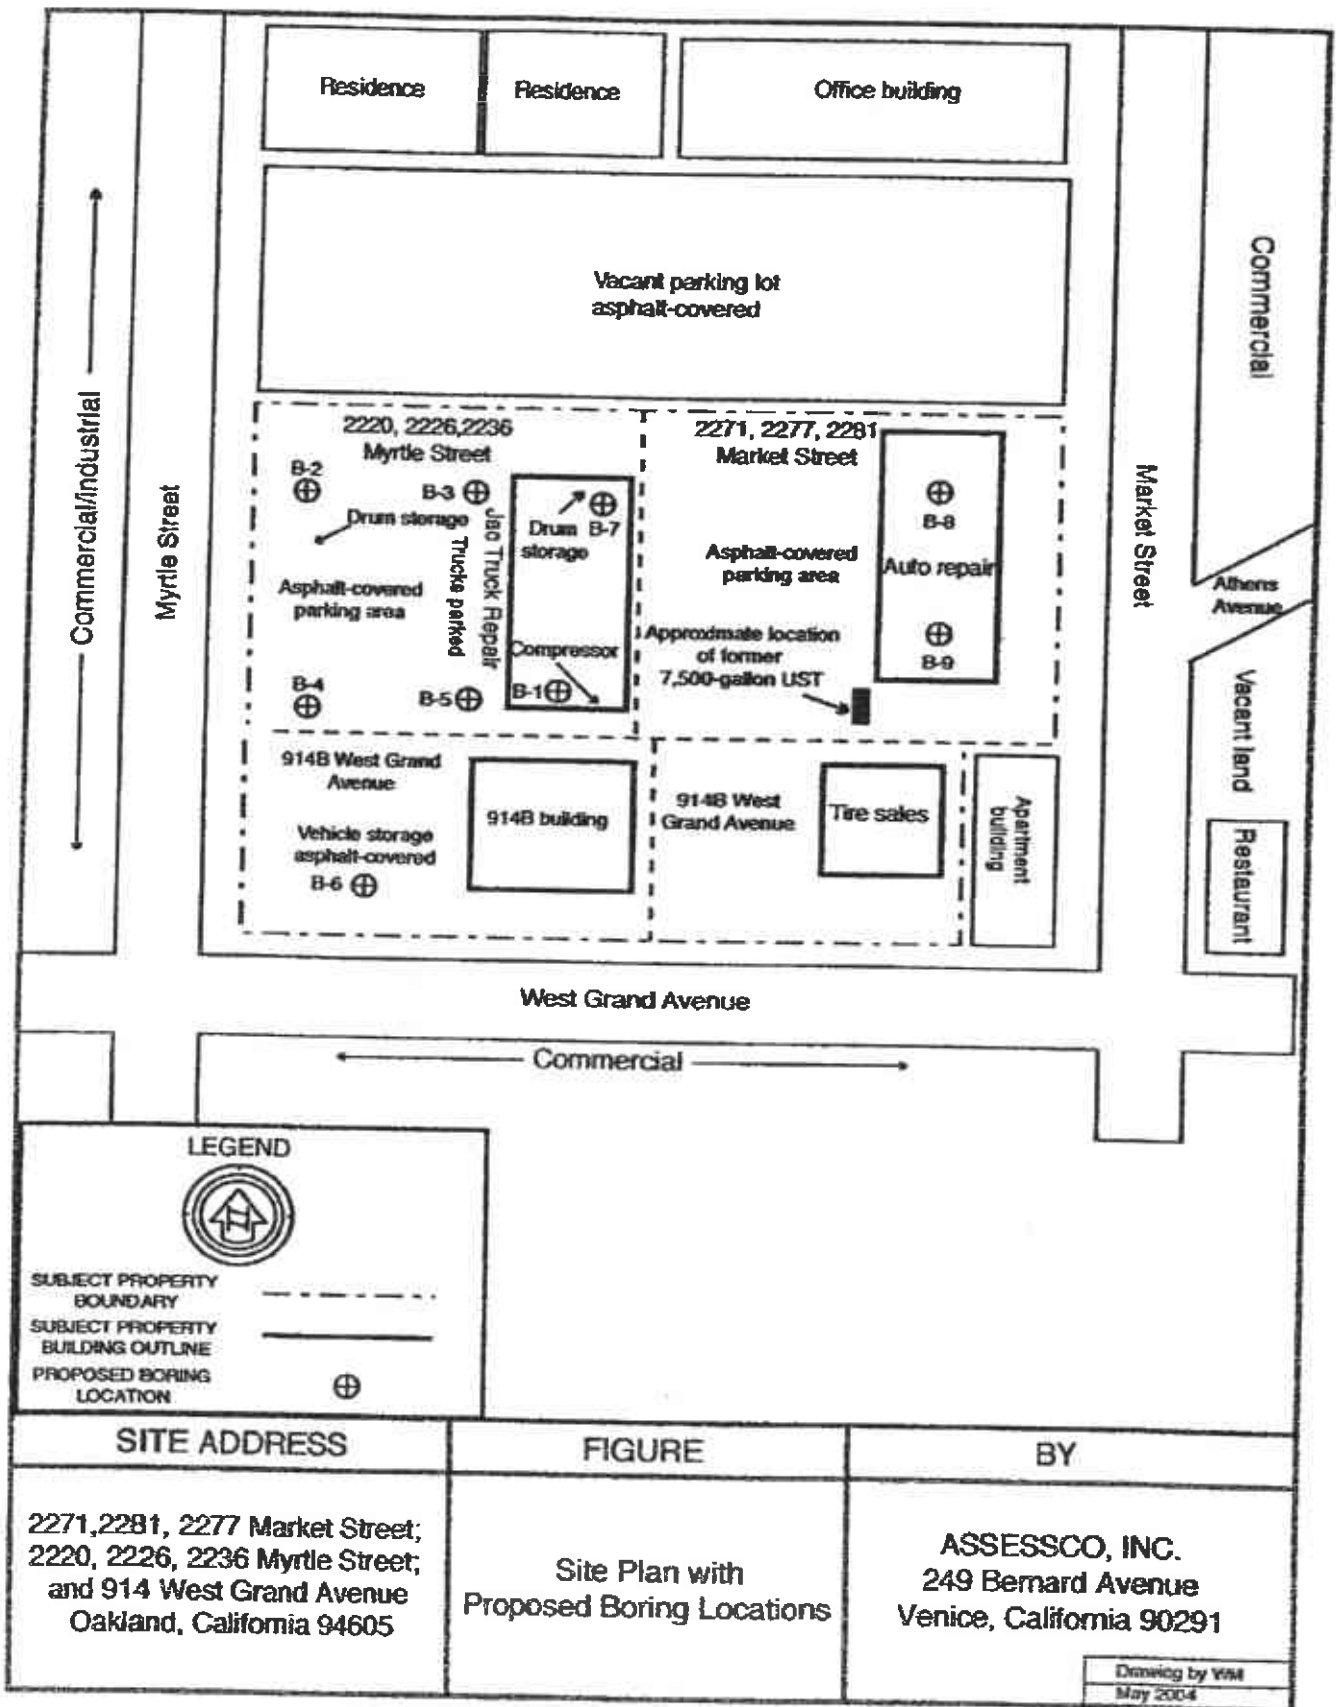 Residence
Residence
Office building
Vacant parking lot
asphalt-covered
Commercial/industrial
Myrtle Street
Commercial
Market Street
Athens
Avenue
Vacant land
Restaurant
2220, 2226,2236
Myrtle Street
B-2
B-3
Drum storage
Asphalt-covered
parking area
Trucks parked
Jac Truck Repair
Drum
storage
B-7
Compressor
B-1
B-4
B-5
2271, 2277, 2281
Market Street
Asphalt-covered
parking area
B-8
Auto repair
B-9
Approximate location
of former
7,500-gallon UST
914B West Grand
Avenue
Vehicle storage
asphalt-covered
B-6
914B building
914B West
Grand Avenue
Tire sales
Apartment
building
West Grand Avenue
Commercial
LEGEND
N
SUBJECT PROPERTY
BOUNDARY
SUBJECT PROPERTY
BUILDING OUTLINE
PROPOSED BORING
LOCATION
SITE ADDRESS
2271,2281, 2277 Market Street;
2220, 2226, 2236 Myrtle Street;
and 914 West Grand Avenue
Oakland, California 94605
FIGURE
Site Plan with
Proposed Boring Locations
BY
ASSESSCO, INC.
249 Bernard Avenue
Venice, California 90291
Drawing by WM
May 2004